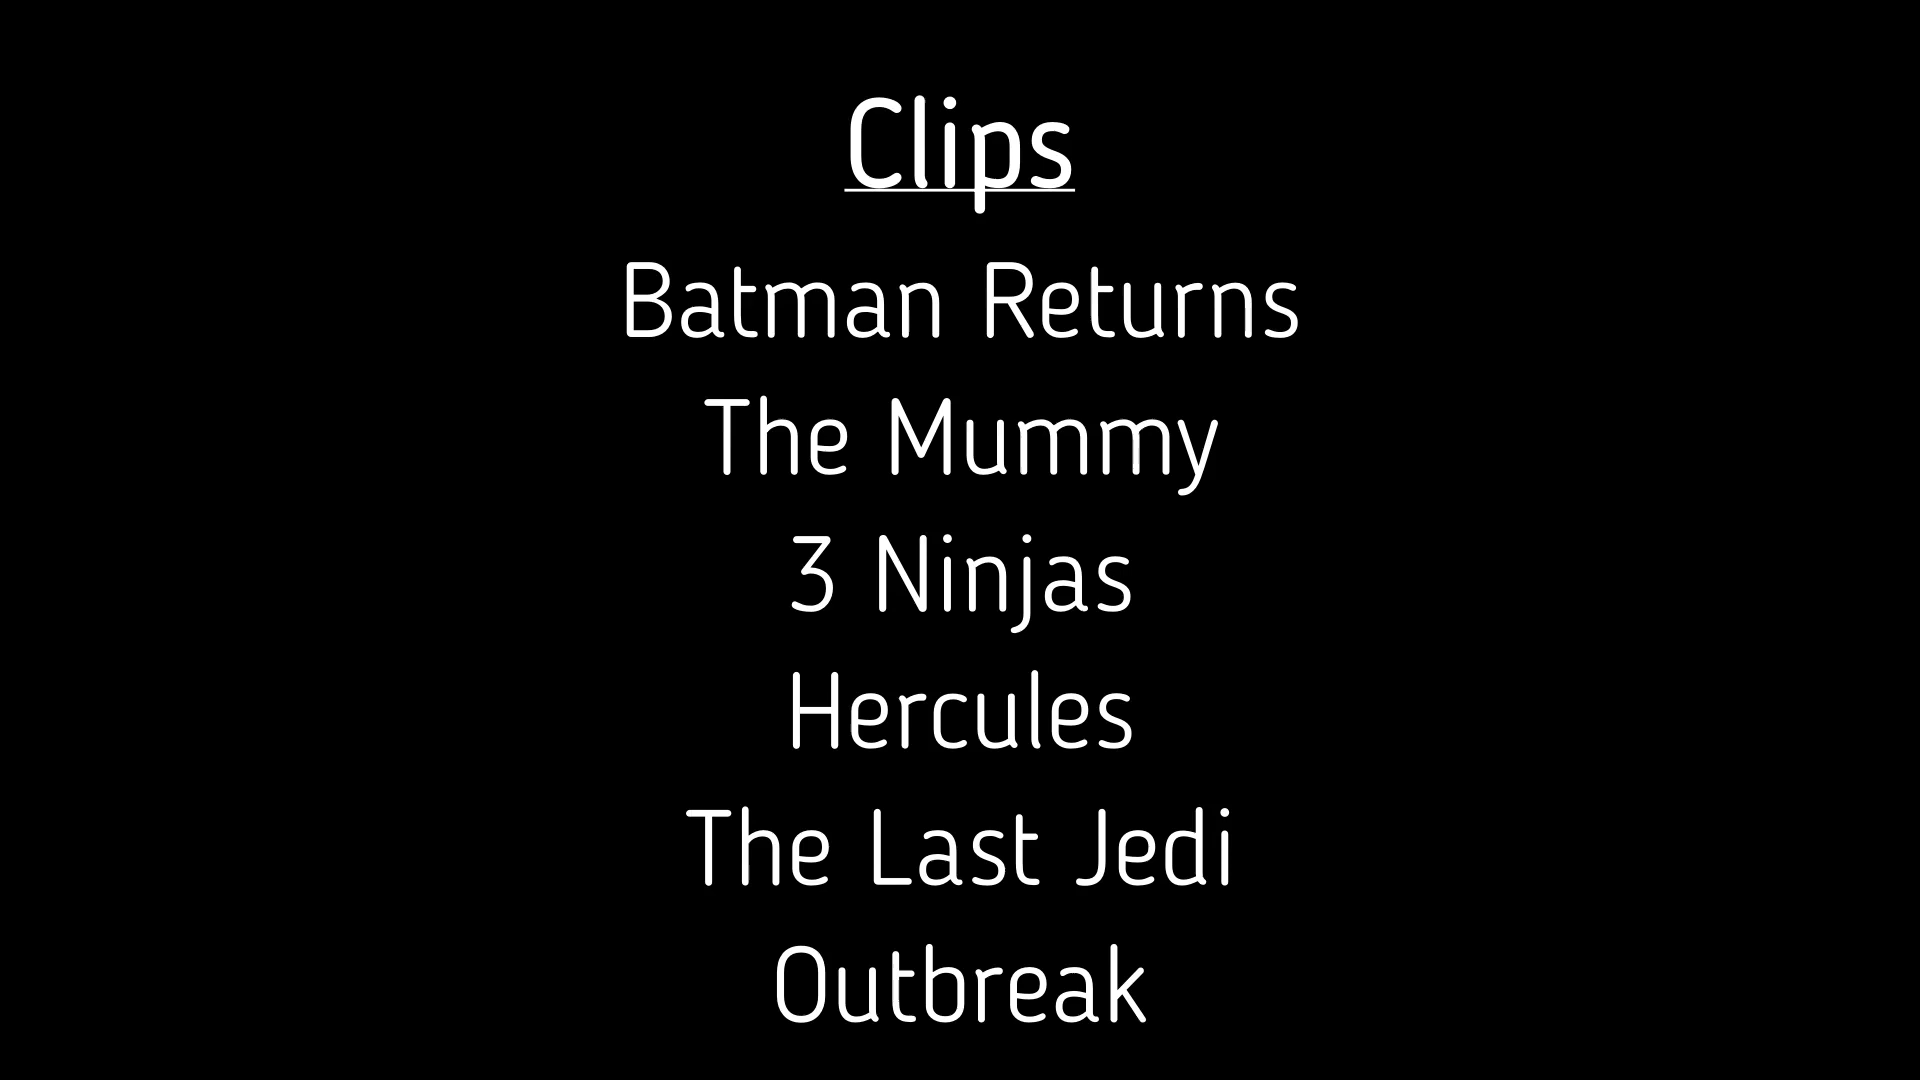 Clips
Batman Returns
The Mummy
3 Ninjas
Hercules
The Last Jedi
Outbreak